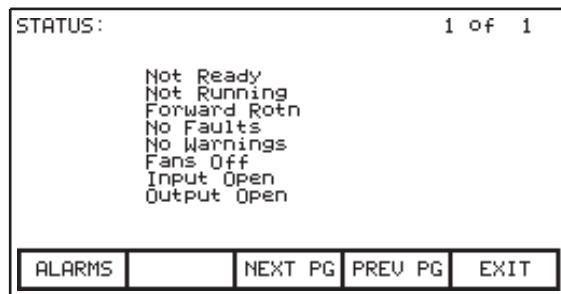 STATUS: 1 of 1
Not Ready
Not Running
Forward Rotn
No Faults
No Warnings
Fans Off
Input Open
Output Open
ALARMS NEXT PG PREV PG EXIT